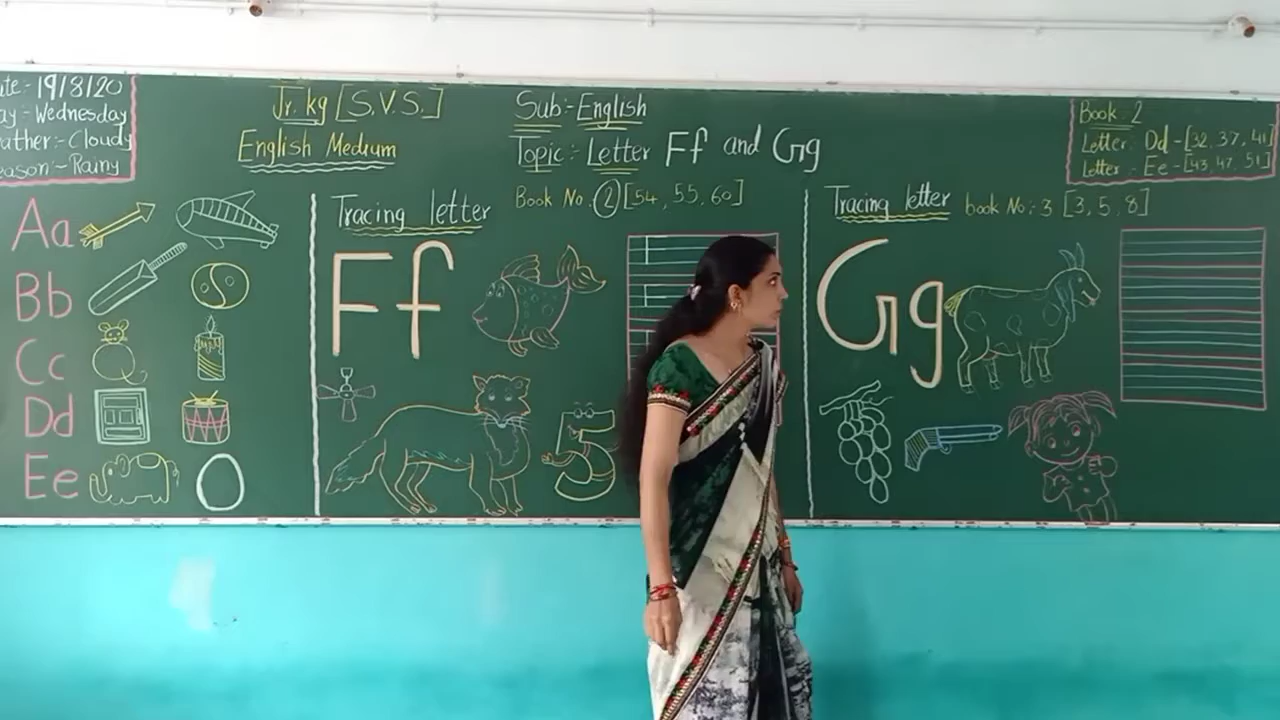 ate:- 19/8/20
ay:- Wednesday
ather:- Cloudy
eason:- Rainy
Jr. kg [S.V.S.]
English Medium
Sub:- English
Topic:- Letter Ff and Gg
Book No. 2 [54, 55, 60]
Book:- 2
Letter:- Dd - [32, 37, 41]
Letter:- Ee - [43, 47, 51]
Aa
Bb
Cc
Dd
Ee
Tracing letter
Ff
5
Tracing letter book No:- 3 [3, 5, 8]
Gg